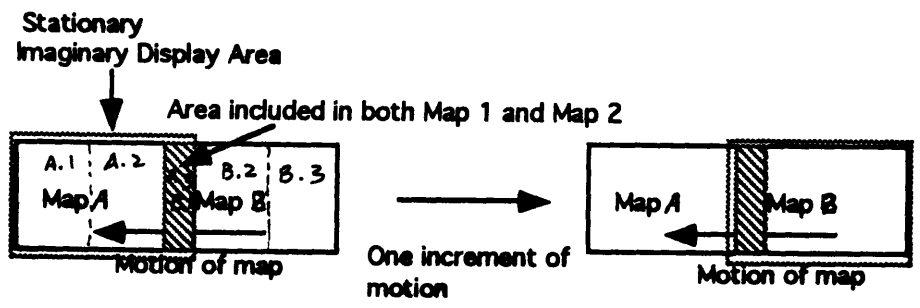 Stationary
Imaginary Display Area
Area included in both Map 1 and Map 2
A.1 A.2 B.2 B.3
Map A Map B
Motion of map
One increment of
motion
Map A Map B
Motion of map